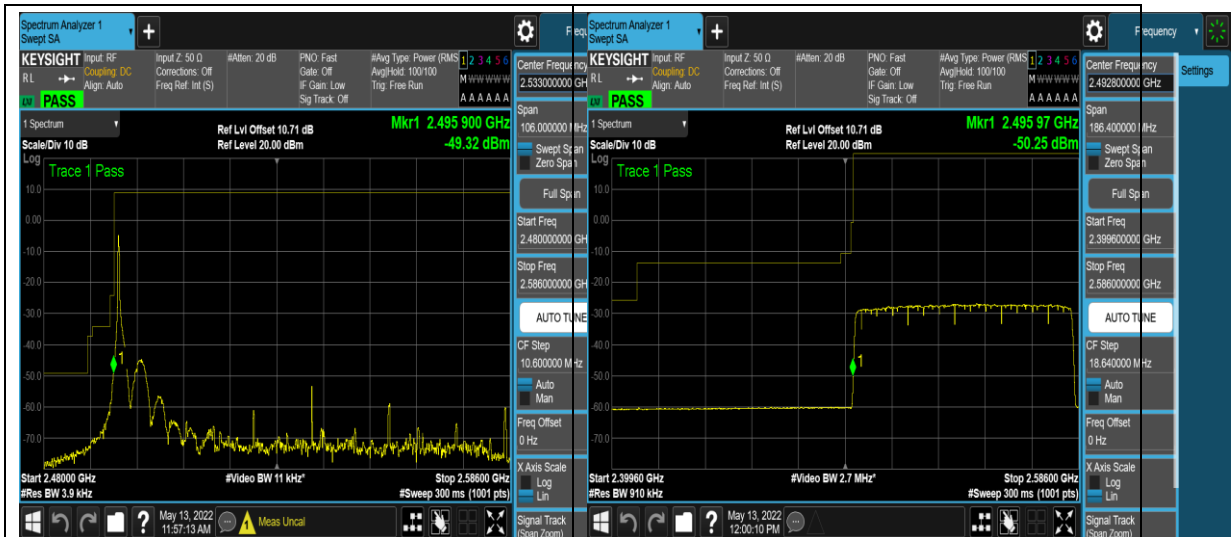 Spectrum Analyzer 1
Swept SA
+
Frequ
KEYSIGHT
Input: RF
Coupling: DC
Align: Auto
Input Z: 50 Ω
Corrections: Off
Freq Ref: Int (S)
#Atten: 20 dB
PNO: Fast
Gate: Off
IF Gain: Low
Sig Track: Off
#Avg Type: Power (RMS
Avg|Hold: 100/100
Trig: Free Run
1 2 3 4 5 6
M W W W W W
A A A A A A
R L
PASS
1 Spectrum
Scale/Div 10 dB
Ref Lvl Offset 10.71 dB
Ref Level 20.00 dBm
Mkr1 2.495 900 GHz
-49.32 dBm
Log
Trace 1 Pass
10.0
0.00
-10.0
-20.0
-30.0
-40.0
-50.0
-60.0
-70.0
1
Start 2.48000 GHz
#Res BW 3.9 kHz
#Video BW 11 kHz*
Stop 2.58600 GHz
#Sweep 300 ms (1001 pts)
Center Frequency
2.533000000 GH
Span
106.000000 MHz
Swept Span
Zero Span
Full Span
Start Freq
2.480000000 GH
Stop Freq
2.586000000 GH
AUTO TUNE
CF Step
10.600000 MHz
Auto
Man
Freq Offset
0 Hz
X Axis Scale
Log
Lin
Signal Track
(Span Zoom)
?
May 13, 2022
11:57:13 AM
Meas Uncal
Spectrum Analyzer 1
Swept SA
+
Frequency
Settings
KEYSIGHT
Input: RF
Coupling: DC
Align: Auto
Input Z: 50 Ω
Corrections: Off
Freq Ref: Int (S)
#Atten: 20 dB
PNO: Fast
Gate: Off
IF Gain: Low
Sig Track: Off
#Avg Type: Power (RMS
Avg|Hold: 100/100
Trig: Free Run
1 2 3 4 5 6
M W W W W W
A A A A A A
R L
PASS
1 Spectrum
Scale/Div 10 dB
Ref Lvl Offset 10.71 dB
Ref Level 20.00 dBm
Mkr1 2.495 97 GHz
-50.25 dBm
Log
Trace 1 Pass
10.0
0.00
-10.0
-20.0
-30.0
-40.0
-50.0
-60.0
-70.0
1
Start 2.39960 GHz
#Res BW 910 kHz
#Video BW 2.7 MHz*
Stop 2.58600 GHz
#Sweep 300 ms (1001 pts)
Center Frequency
2.492800000 GHz
Span
186.400000 MHz
Swept Span
Zero Span
Full Span
Start Freq
2.399600000 GHz
Stop Freq
2.586000000 GHz
AUTO TUNE
CF Step
18.640000 MHz
Auto
Man
Freq Offset
0 Hz
X Axis Scale
Log
Lin
Signal Track
(Span Zoom)
?
May 13, 2022
12:00:10 PM